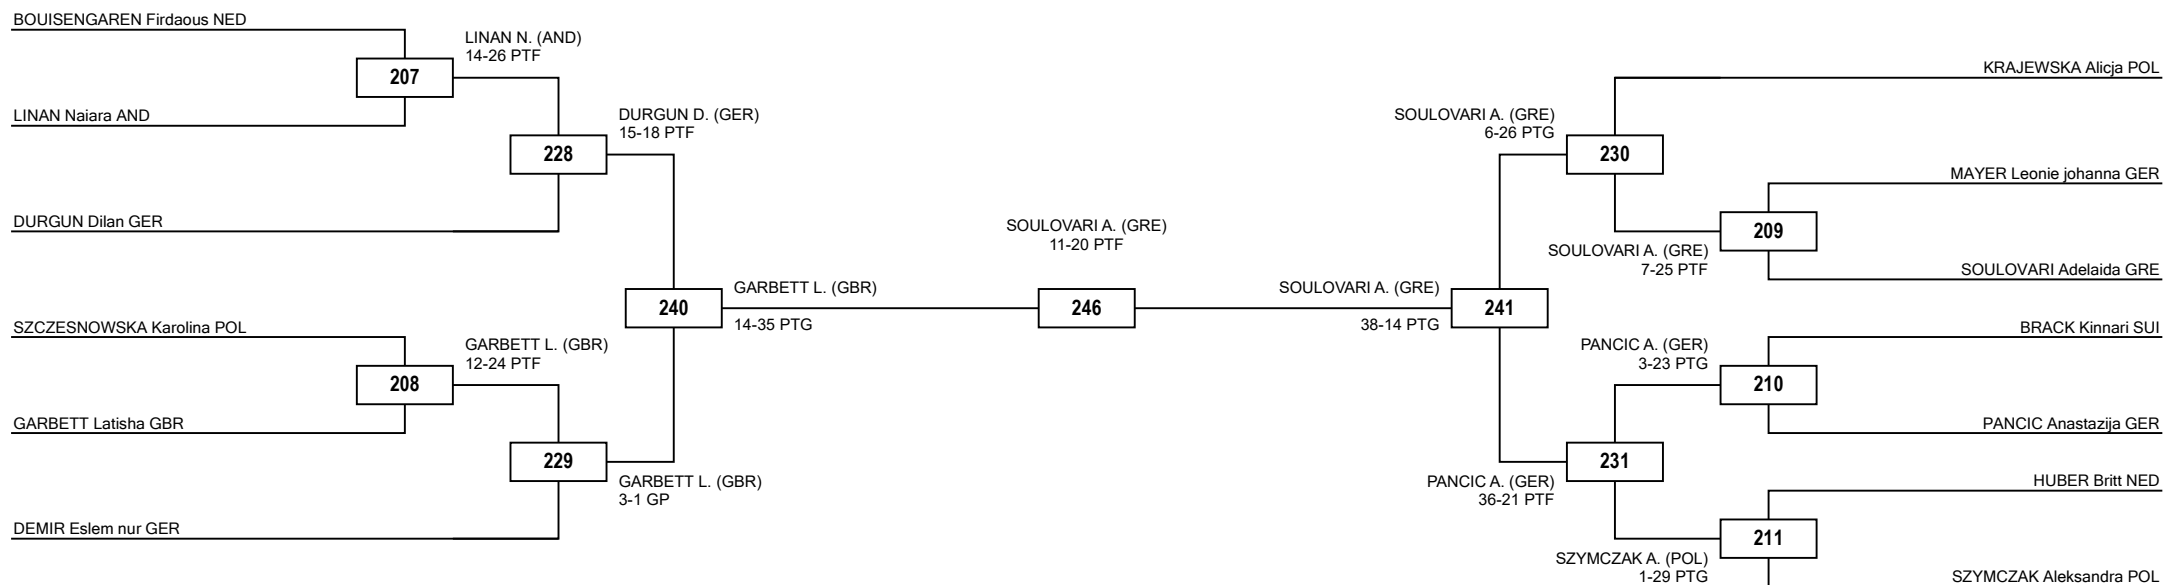 BOUISENGAREN Firdaous NED
LINAN N. (AND)
14-26 PTF
207
LINAN Naiara AND
DURGUN D. (GER)
15-18 PTF
228
DURGUN Dilan GER
GARBETT L. (GBR)
14-35 PTG
240
SZCZESNOWSKA Karolina POL
GARBETT L. (GBR)
12-24 PTF
208
GARBETT Latisha GBR
229
GARBETT L. (GBR)
3-1 GP
DEMIR Eslem nur GER
SOULOVARI A. (GRE)
11-20 PTF
246
KRAJEWSKA Alicja POL
SOULOVARI A. (GRE)
6-26 PTG
230
MAYER Leonie johanna GER
209
SOULOVARI A. (GRE)
7-25 PTF
SOULOVARI Adelaida GRE
SOULOVARI A. (GRE)
38-14 PTG
241
BRACK Kinnari SUI
PANCIC A. (GER)
3-23 PTG
210
PANCIC Anastazija GER
231
PANCIC A. (GER)
36-21 PTF
HUBER Britt NED
211
SZYMCZAK A. (POL)
1-29 PTG
SZYMCZAK Aleksandra POL